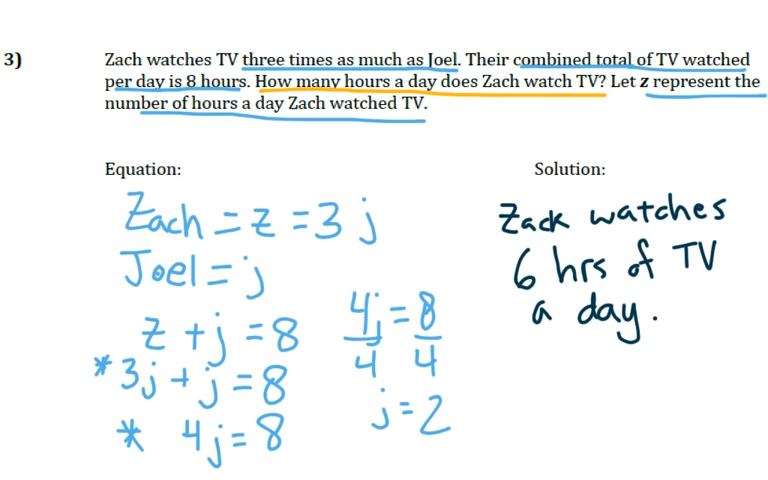 3)
Zach watches TV three times as much as Joel. Their combined total of TV watched
per day is 8 hours. How many hours a day does Zach watch TV? Let z represent the
number of hours a day Zach watched TV.
Equation:
Zach = z = 3j
Joel = j
z + j = 8
* 3j + j = 8
* 4j = 8
4j = 8
4 4
j = 2
Solution:
Zack watches
6 hrs of TV
a day.